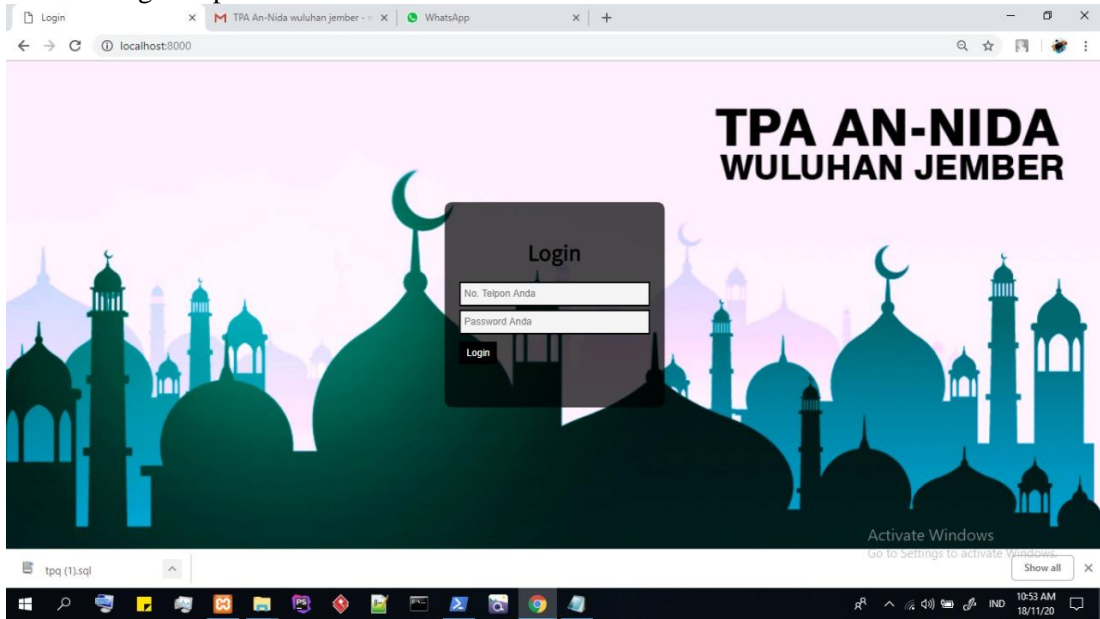 Login
TPA An-Nida wuluhan jember -
WhatsApp
localhost:8000
TPA AN-NIDA
WULUHAN JEMBER
Login
No. Telpon Anda
Password Anda
Login
Activate Windows
Go to Settings to activate Windows.
tpq (1).sql
Show all
IND
10:53 AM
18/11/20